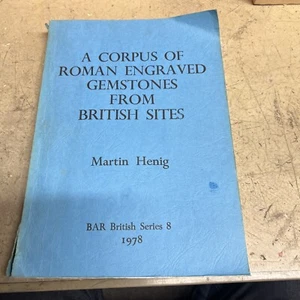 A CORPUS OF
ROMAN ENGRAVED
GEMSTONES
FROM
BRITISH SITES
Martin Henig
BAR British Series 8
1978